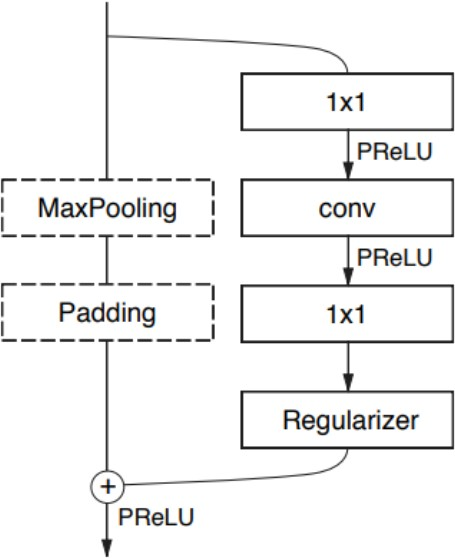 1x1
PReLU
MaxPooling
conv
PReLU
Padding
1x1
Regularizer
+
PReLU